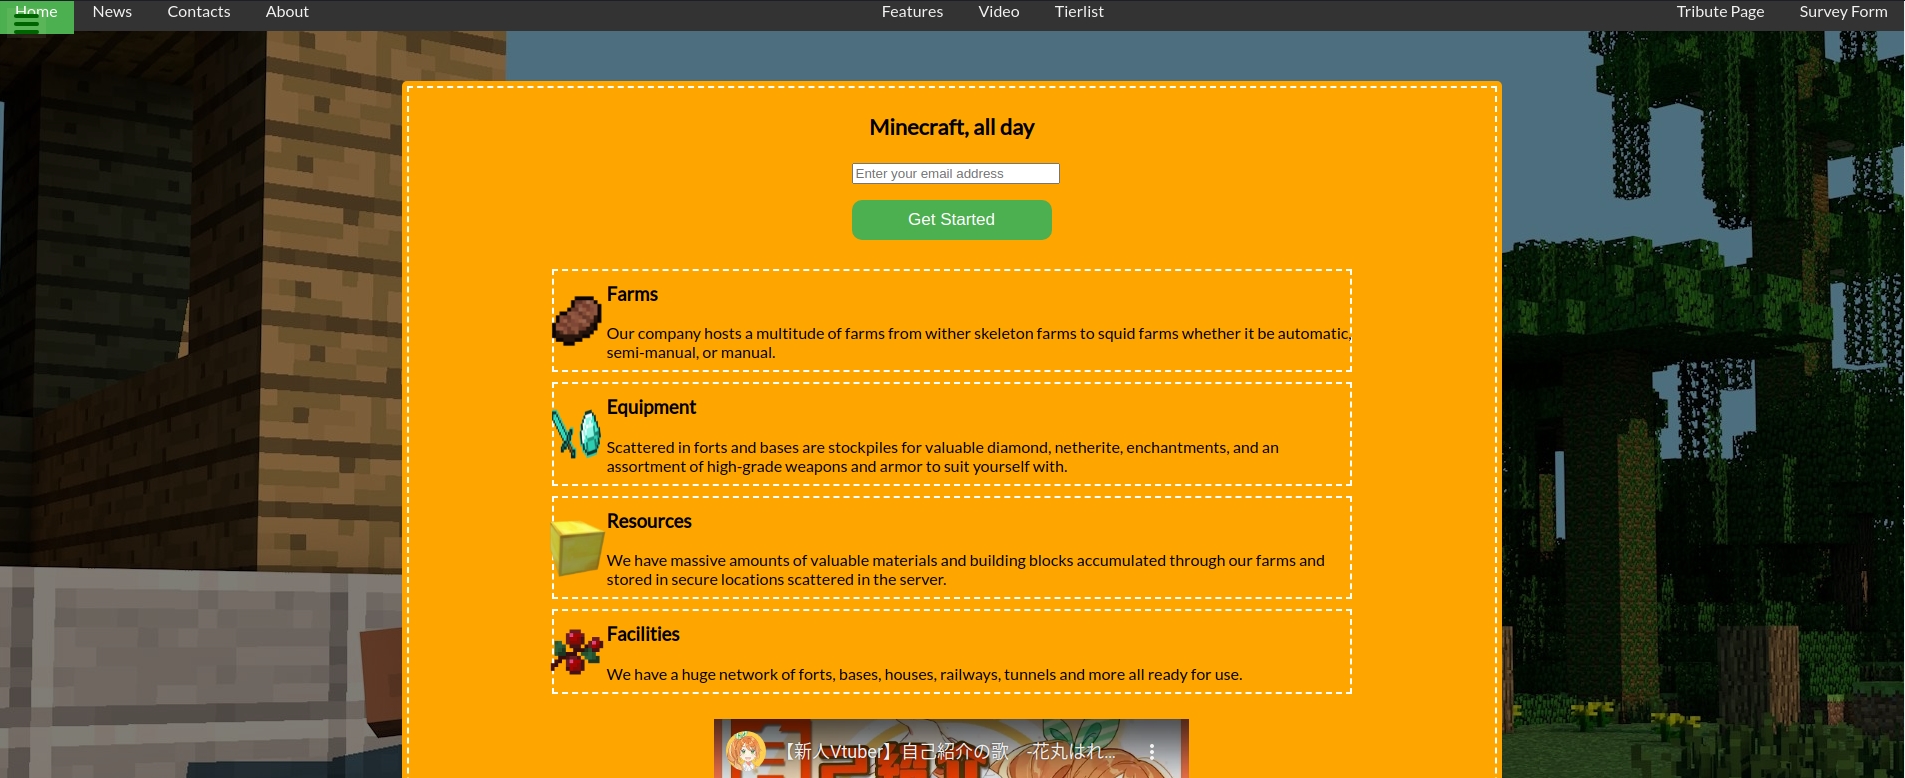 Home News Contacts About Features Video Tierlist Tribute Page Survey Form
Minecraft, all day
Enter your email address
Get Started
Farms
Our company hosts a multitude of farms from wither skeleton farms to squid farms whether it be automatic,
semi-manual, or manual.
Equipment
Scattered in forts and bases are stockpiles for valuable diamond, netherite, enchantments, and an
assortment of high-grade weapons and armor to suit yourself with.
Resources
We have massive amounts of valuable materials and building blocks accumulated through our farms and
stored in secure locations scattered in the server.
Facilities
We have a huge network of forts, bases, houses, railways, tunnels and more all ready for use.
【新人Vtuber】自己紹介の歌　-花丸はれ...